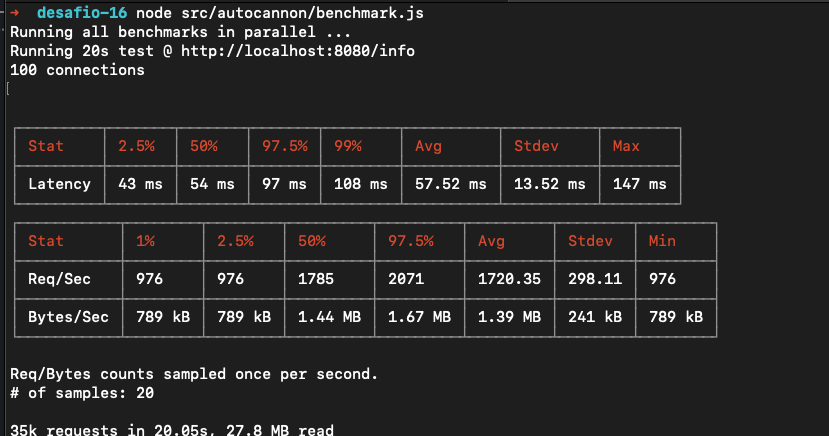 → desafio-16 node src/autocannon/benchmark.js
Running all benchmarks in parallel ...
Running 20s test @ http://localhost:8080/info
100 connections
Stat 2.5% 50% 97.5% 99% Avg Stdev Max
Latency 43 ms 54 ms 97 ms 108 ms 57.52 ms 13.52 ms 147 ms
Stat 1% 2.5% 50% 97.5% Avg Stdev Min
Req/Sec 976 976 1785 2071 1720.35 298.11 976
Bytes/Sec 789 kB 789 kB 1.44 MB 1.67 MB 1.39 MB 241 kB 789 kB
Req/Bytes counts sampled once per second.
# of samples: 20
35k requests in 20.05s, 27.8 MB read